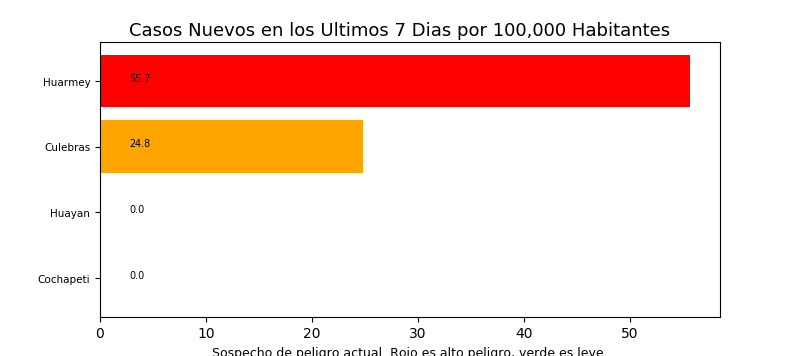 Casos Nuevos en los Ultimos 7 Dias por 100,000 Habitantes
Huarmey 55.7
Culebras 24.8
Huayan 0.0
Cochapeti 0.0
0 10 20 30 40 50
Sospecho de peligro actual. Rojo es alto peligro, verde es leve